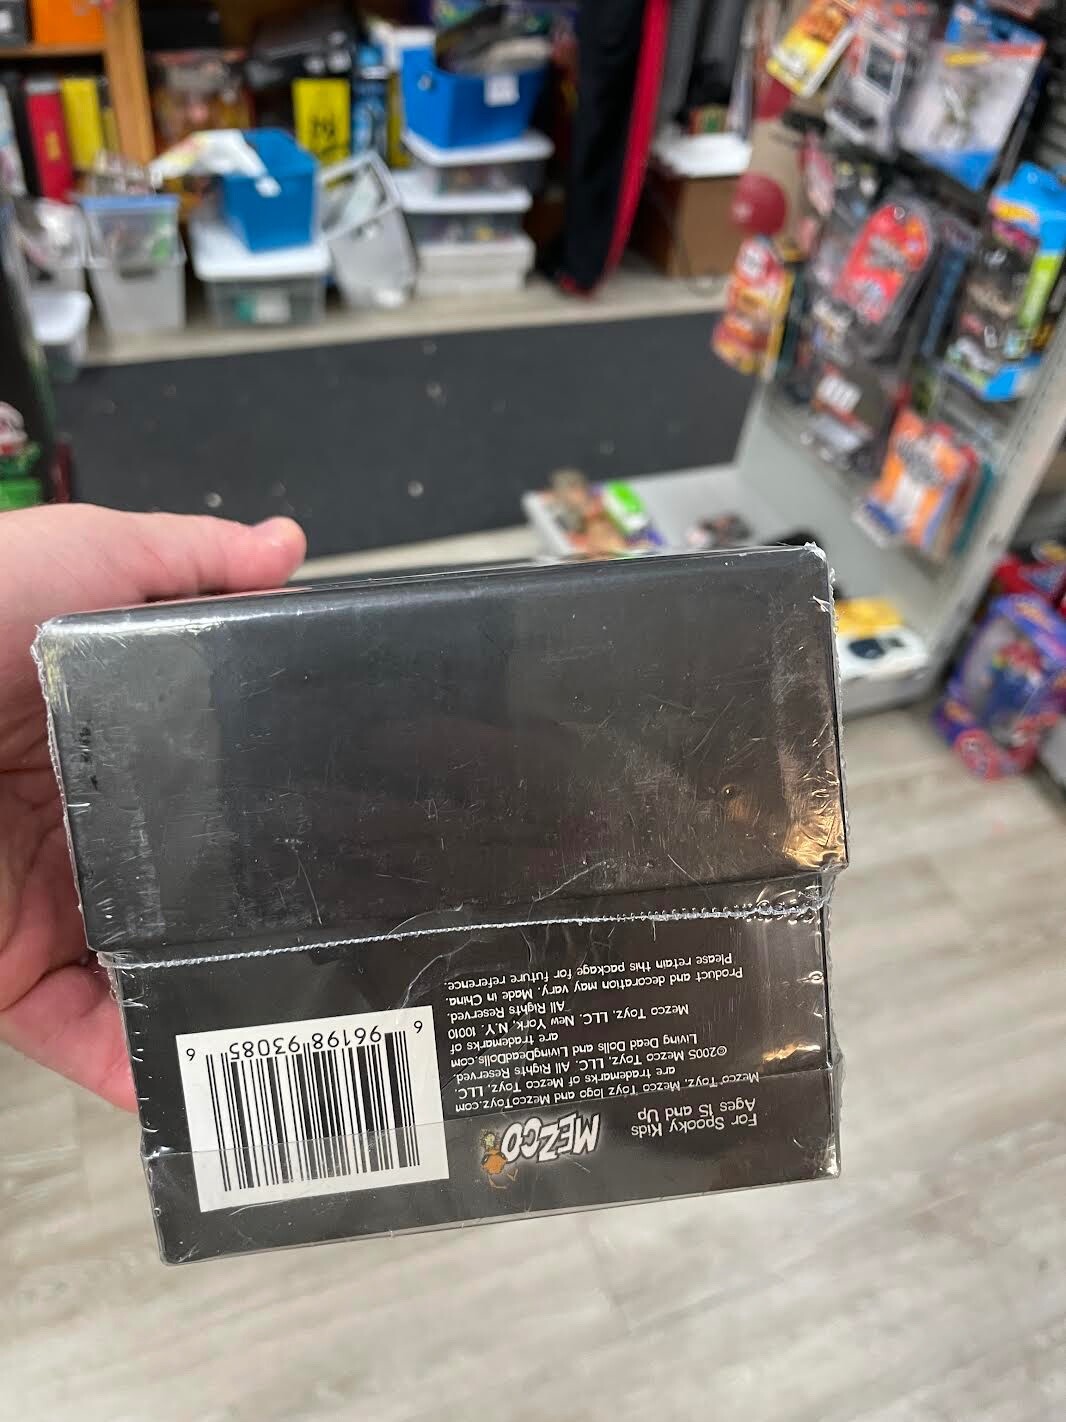 For Spooky Kids
Ages 15 and Up
MEZCO
Mezco Toyz, Mezco Toyz logo and MezcoToyz.com
are trademarks of Mezco Toyz, LLC.
©2005 Mezco Toyz, LLC. All Rights Reserved.
Living Dead Dolls and LivingDeadDolls.com
are trademarks of
Mezco Toyz, LLC. New York, N.Y. 10010
All Rights Reserved.
Product and decoration may vary. Made in China.
Please retain this package for future reference.
6 96198 93085 6